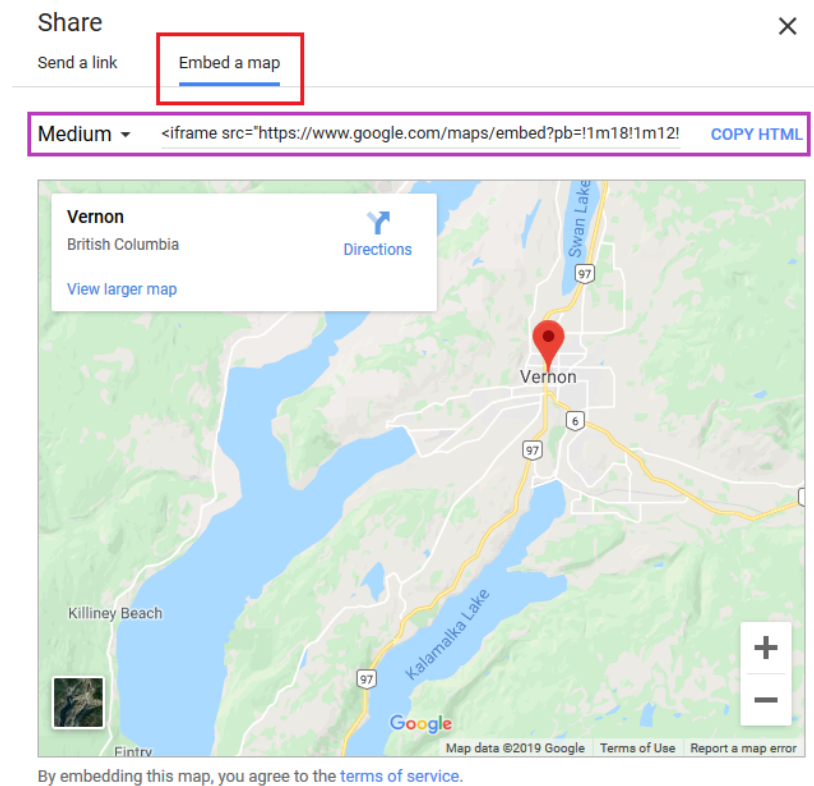 Share
Send a link
Embed a map
Medium
<iframe src="https://www.google.com/maps/embed?pb=!1m18!1m12!
COPY HTML
Vernon
British Columbia
Directions
View larger map
Swan Lake
97
Vernon
6
97
Killiney Beach
Kalamalka Lake
97
Google
Fintry
Map data ©2019 Google
Terms of Use
Report a map error
By embedding this map, you agree to the terms of service.